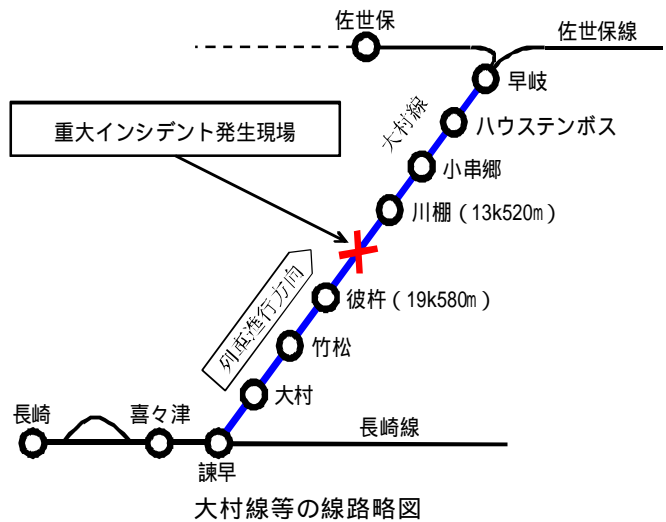 佐世保
佐世保線
早岐
重大インシデント発生現場
大村線
ハウステンボス
小串郷
川棚（13k520m）
列車進行方向
彼杵（19k580m）
竹松
大村
長崎
喜々津
長崎線
諫早
大村線等の線路略図